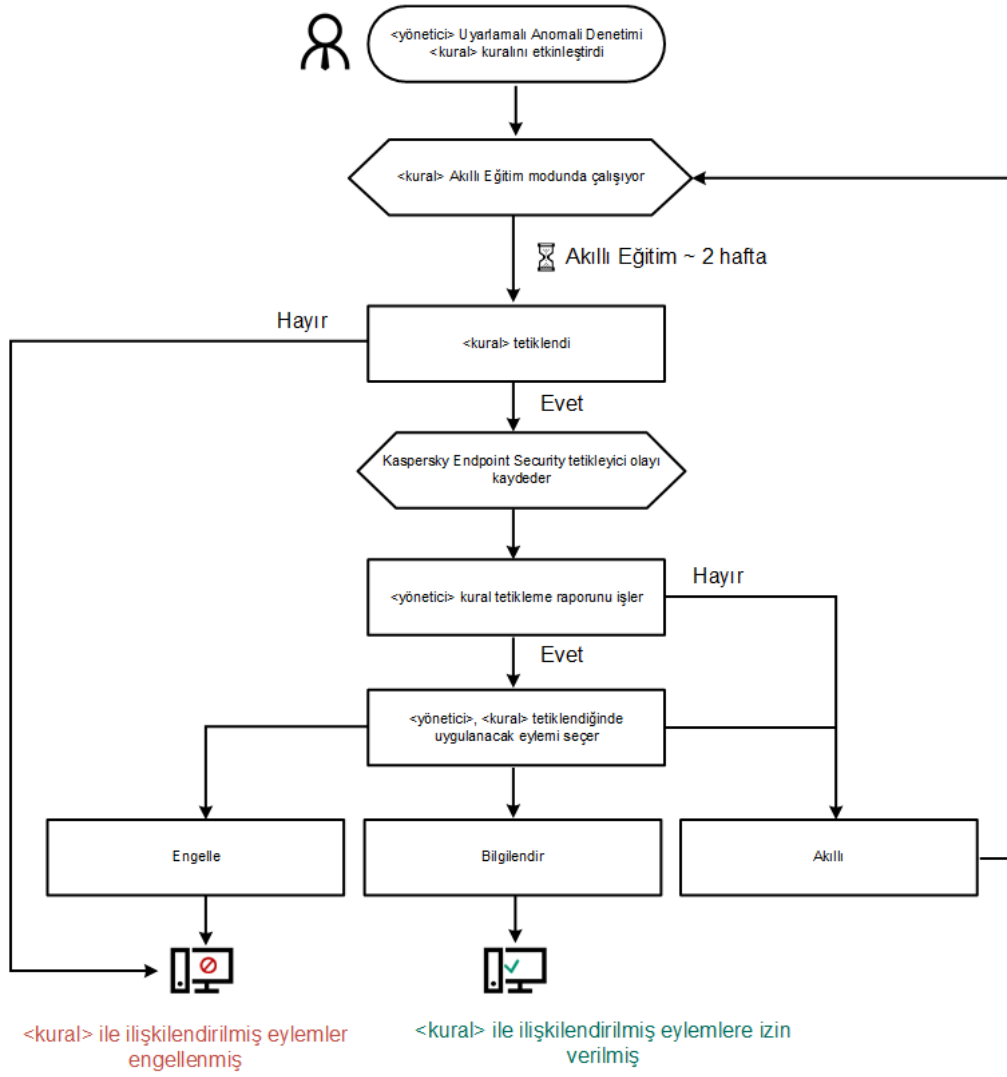 <yönetici> Uyarlamalı Anomali Denetimi
<kural> kuralını etkinleştirdi
<kural> Akıllı Eğitim modunda çalışıyor
Akıllı Eğitim ~ 2 hafta
Hayır
<kural> tetiklendi
Evet
Kaspersky Endpoint Security tetikleyici olayı
kaydeder
Hayır
<yönetici> kural tetikleme raporunu işler
Evet
<yönetici>, <kural> tetiklendiğinde
uygulanacak eylemi seçer
Engelle
Bilgilendir
Akıllı
<kural> ile ilişkilendirilmiş eylemler
engellenmiş
<kural> ile ilişkilendirilmiş eylemlere izin
verilmiş